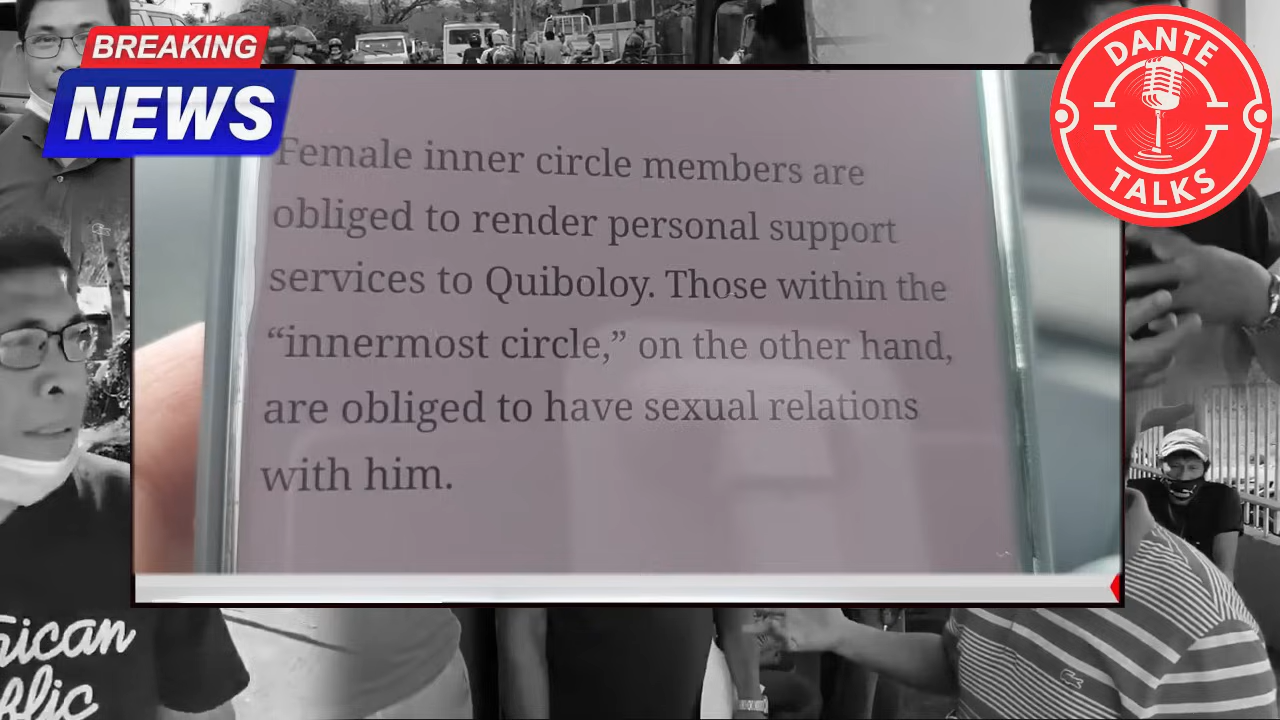 BREAKING
NEWS
DANTE
TALKS
Female inner circle members are
obliged to render personal support
services to Quiboloy. Those within the
“innermost circle,” on the other hand,
are obliged to have sexual relations
with him.